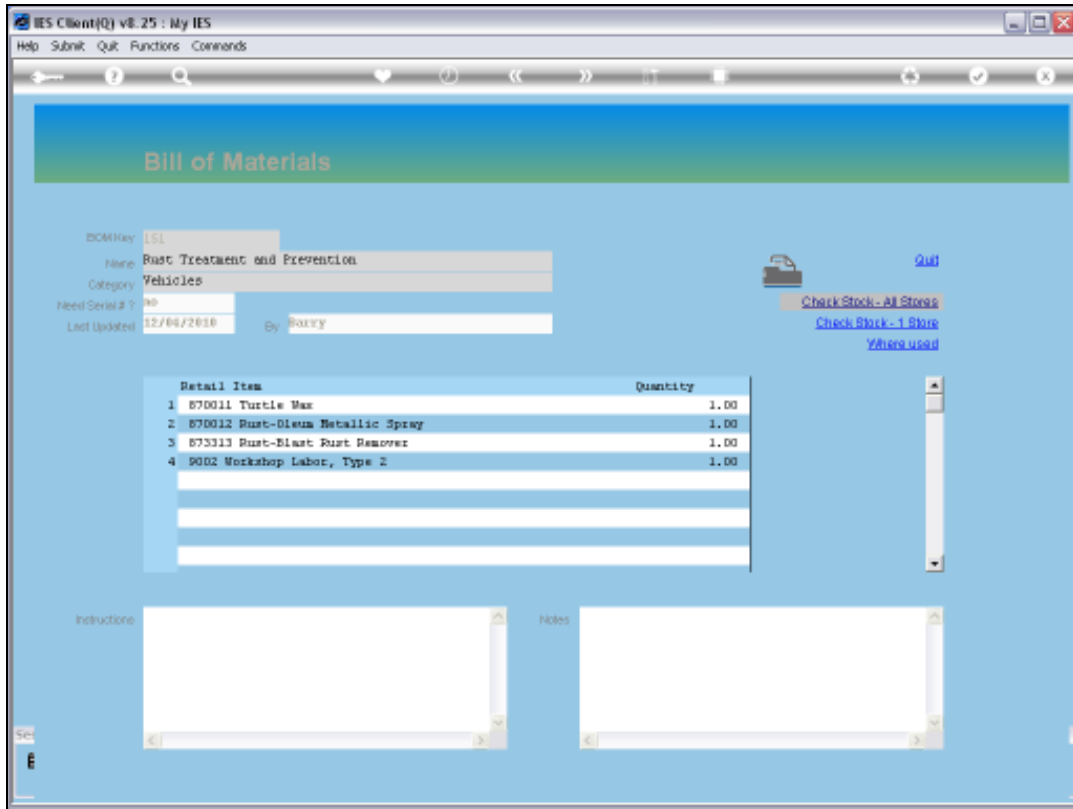 IES Client(Q) v8.25 : My IES
Help Submit Quit Functions Commands
Bill of Materials
BOM Key 151
Name Rust Treatment and Prevention
Category Vehicles
Need Serial # ? no
Last Updated 12/04/2010 By Barry
Quit
Check Stock - All Stores
Check Stock - 1 Store
Where used
Retail Item Quantity
1 870011 Turtle Wax 1.00
2 870012 Rust-Oleum Metallic Spray 1.00
3 873313 Rust-Blast Rust Remover 1.00
4 9002 Workshop Labor, Type 2 1.00
Instructions Notes